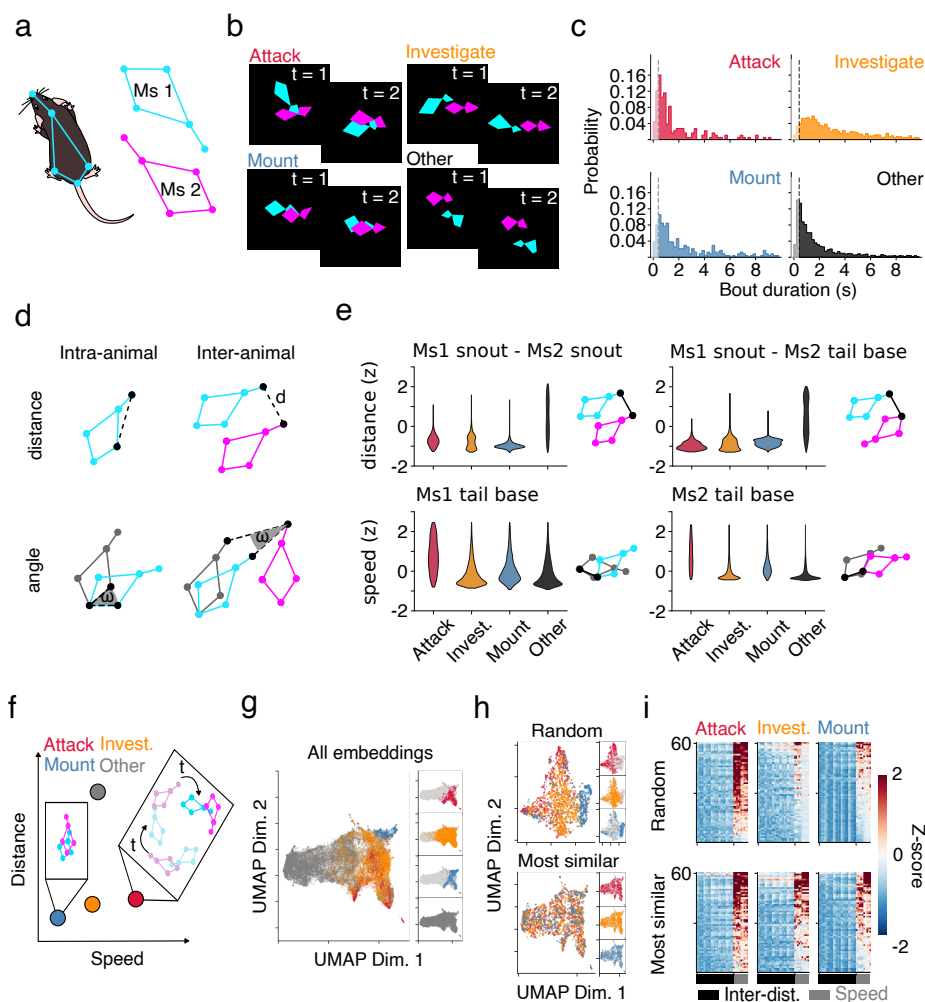 a
Ms 1
Ms 2
b
Attack
t = 1
t = 2
Investigate
t = 1
t = 2
Mount
t = 1
t = 2
Other
t = 1
t = 2
c
Probability
0.16
0.12
0.08
0.04
Attack
Investigate
0.16
0.12
0.08
0.04
Mount
Other
0 2 4 6 8
0 2 4 6 8
Bout duration (s)
d
Intra-animal
Inter-animal
distance
d
angle
ω
ω
e
Ms1 snout - Ms2 snout
Ms1 snout - Ms2 tail base
distance (z)
2
0
-2
2
0
-2
Ms1 tail base
Ms2 tail base
speed (z)
2
0
-2
2
0
-2
Attack
Invest.
Mount
Other
Attack
Invest.
Mount
Other
f
Attack Invest.
Mount Other
t
t
Distance
Speed
g
All embeddings
UMAP Dim. 2
UMAP Dim. 1
h
Random
UMAP Dim. 2
Most similar
UMAP Dim. 1
i
Attack Invest. Mount
60
Random
60
Most similar
2
0
-2
Z-score
Inter-dist. Speed